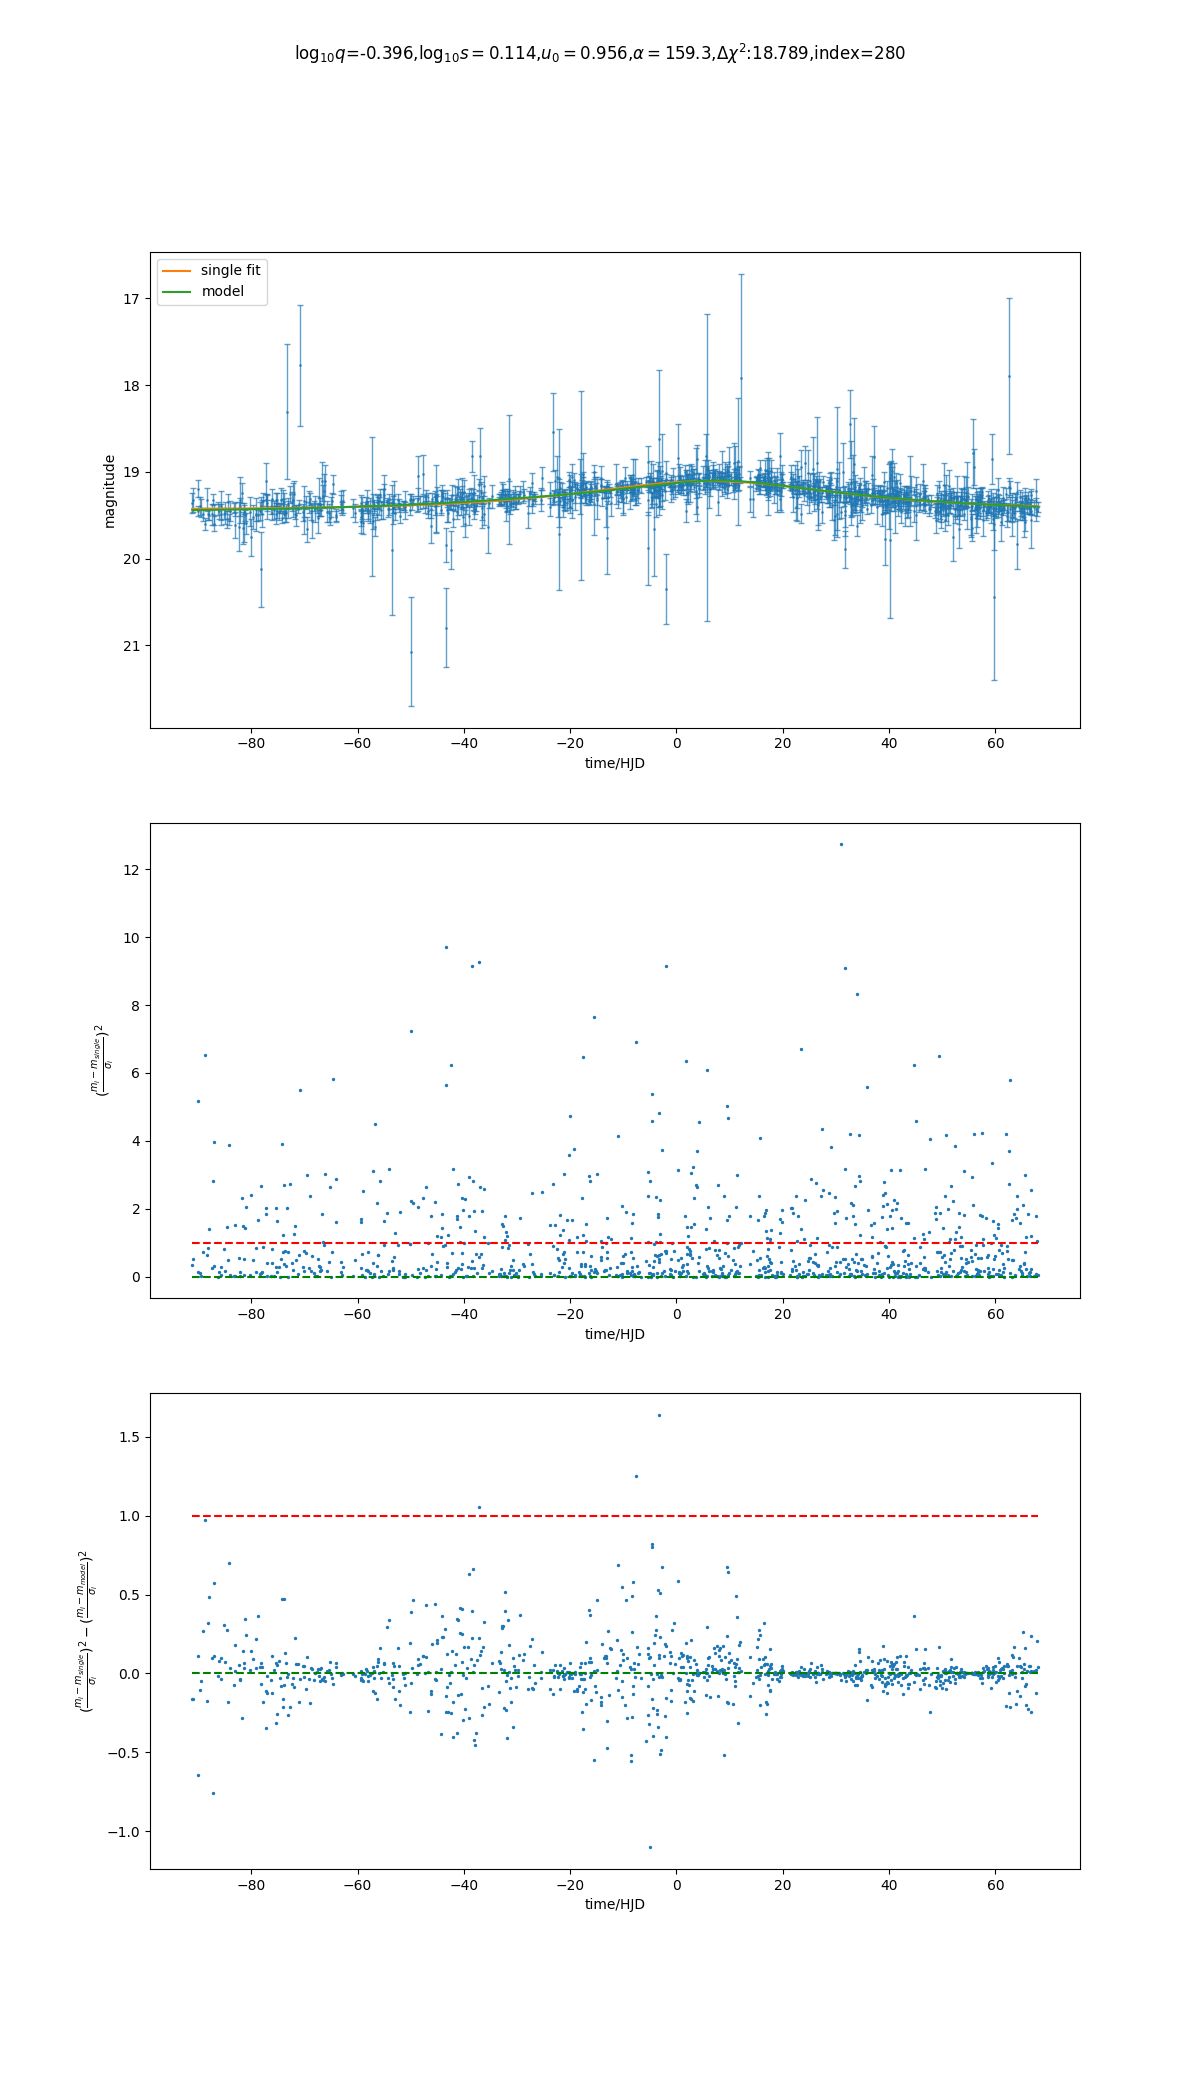 log₁₀q=-0.396,log₁₀s = 0.114,u₀ = 0.956,α = 159.3,Δχ²:18.789,index=280
single fit
model
17
18
19
20
21
magnitude
−80 −60 −40 −20 0 20 40 60
time/HJD
12
10
8
6
4
2
0
((mᵢ − m_single)/σᵢ)²
−80 −60 −40 −20 0 20 40 60
time/HJD
1.5
1.0
0.5
0.0
−0.5
−1.0
((mᵢ − m_single)/σᵢ)² − ((mᵢ − m_model)/σᵢ)²
−80 −60 −40 −20 0 20 40 60
time/HJD